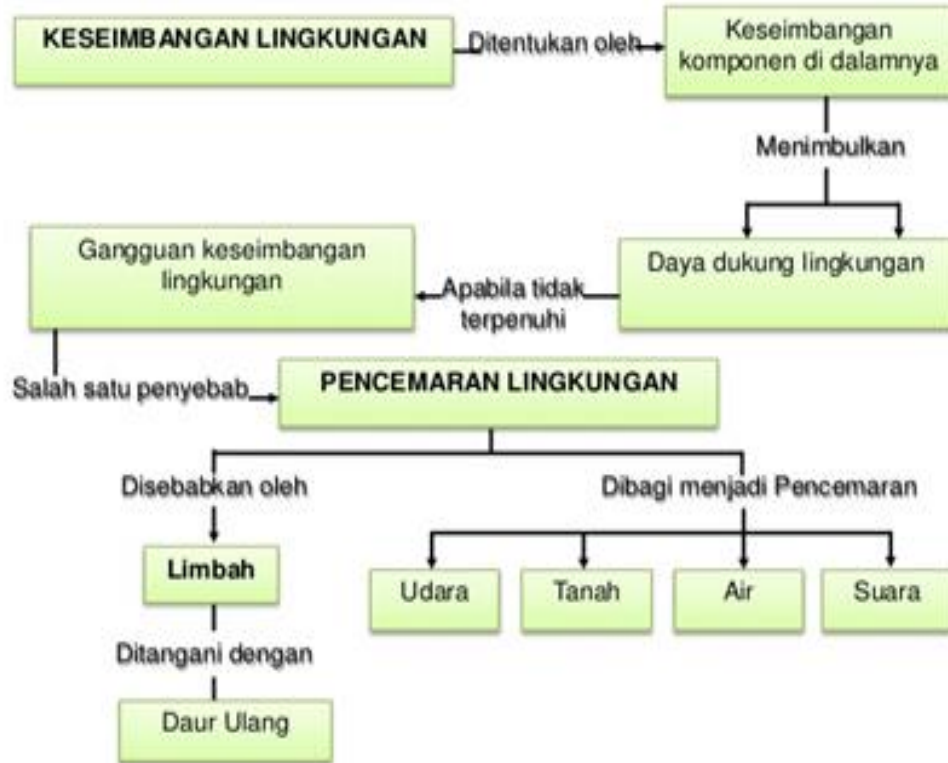 KESEIMBANGAN LINGKUNGAN
Ditentukan oleh
Keseimbangan
komponen di dalamnya
Menimbulkan
Daya dukung lingkungan
Apabila tidak
terpenuhi
Gangguan keseimbangan
lingkungan
Salah satu penyebab
PENCEMARAN LINGKUNGAN
Disebabkan oleh
Limbah
Ditangani dengan
Daur Ulang
Dibagi menjadi Pencemaran
Udara
Tanah
Air
Suara